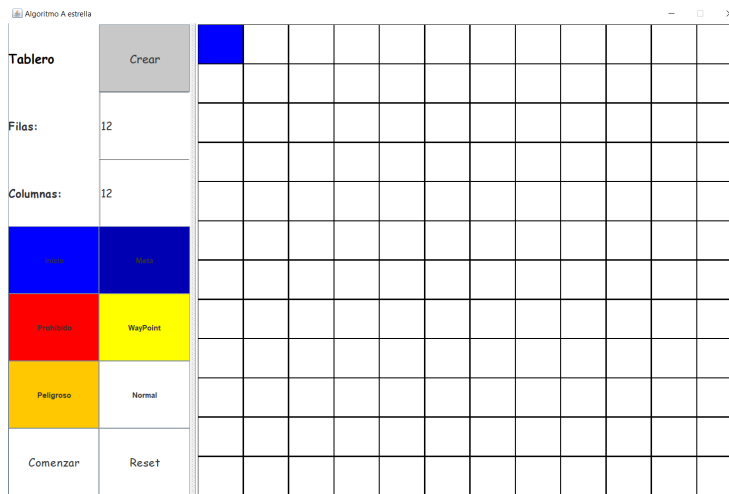 Algoritmo A estrella
Tablero
Crear
Filas:
12
Columnas:
12
Inicio
Meta
Prohibido
WayPoint
Peligroso
Normal
Comenzar
Reset